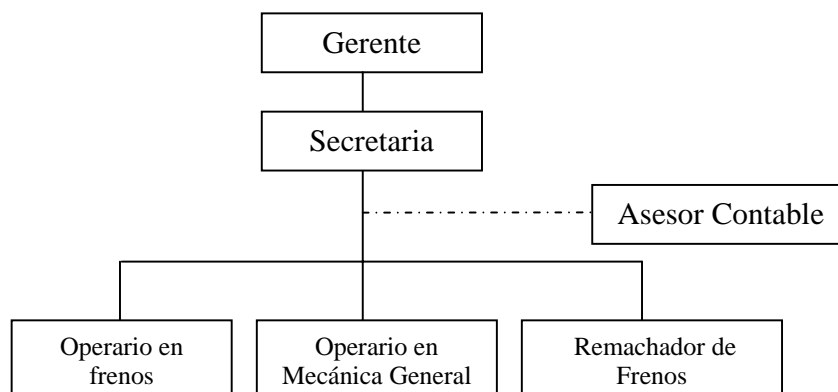 Gerente
Secretaria
Asesor Contable
Operario en
frenos
Operario en
Mecánica General
Remachador de
Frenos